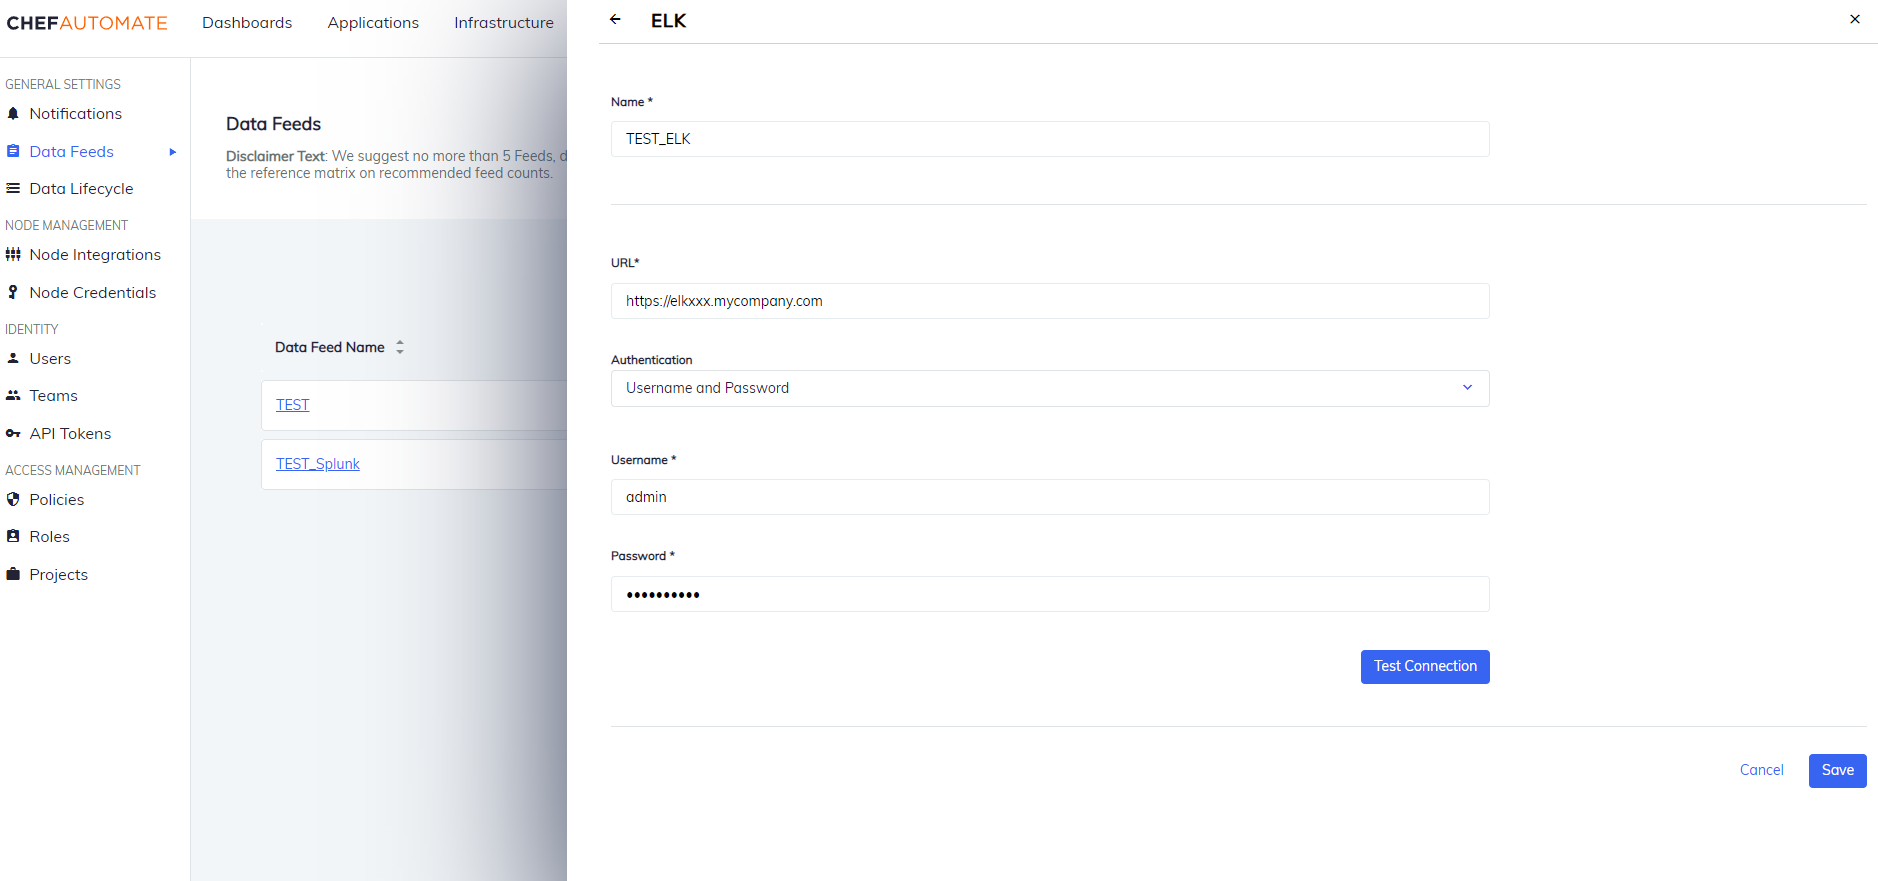 CHEFAUTOMATE
Dashboards
Applications
Infrastructure
GENERAL SETTINGS
Notifications
Data Feeds
Data Lifecycle
NODE MANAGEMENT
Node Integrations
Node Credentials
IDENTITY
Users
Teams
API Tokens
ACCESS MANAGEMENT
Policies
Roles
Projects
Data Feeds
Disclaimer Text: We suggest no more than 5 Feeds, d
the reference matrix on recommended feed counts.
Data Feed Name
TEST
TEST_Splunk
ELK
Name *
TEST_ELK
URL*
https://elkxxx.mycompany.com
Authentication
Username and Password
Username *
admin
Password *
••••••••••
Test Connection
Cancel
Save